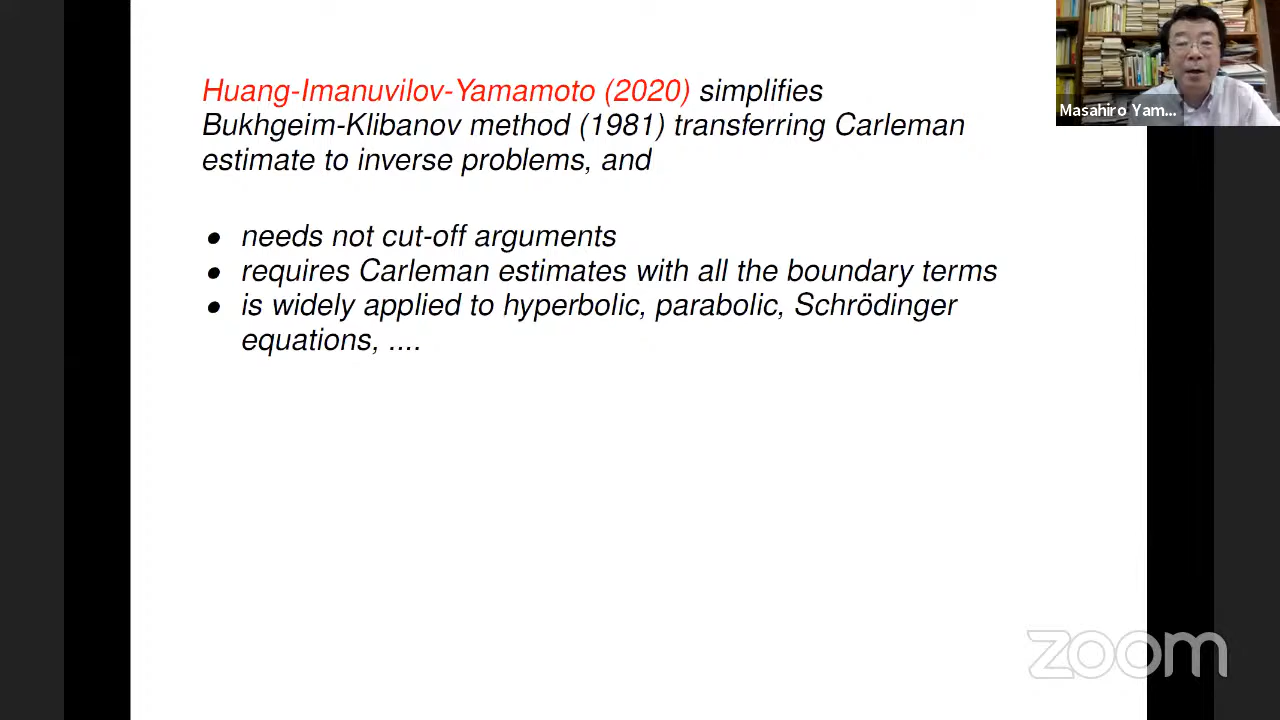 Huang-Imanuvilov-Yamamoto (2020) simplifies
Bukhgeim-Klibanov method (1981) transferring Carleman
estimate to inverse problems, and
● needs not cut-off arguments
● requires Carleman estimates with all the boundary terms
● is widely applied to hyperbolic, parabolic, Schrödinger
equations, ....
Masahiro Yam...
zoom